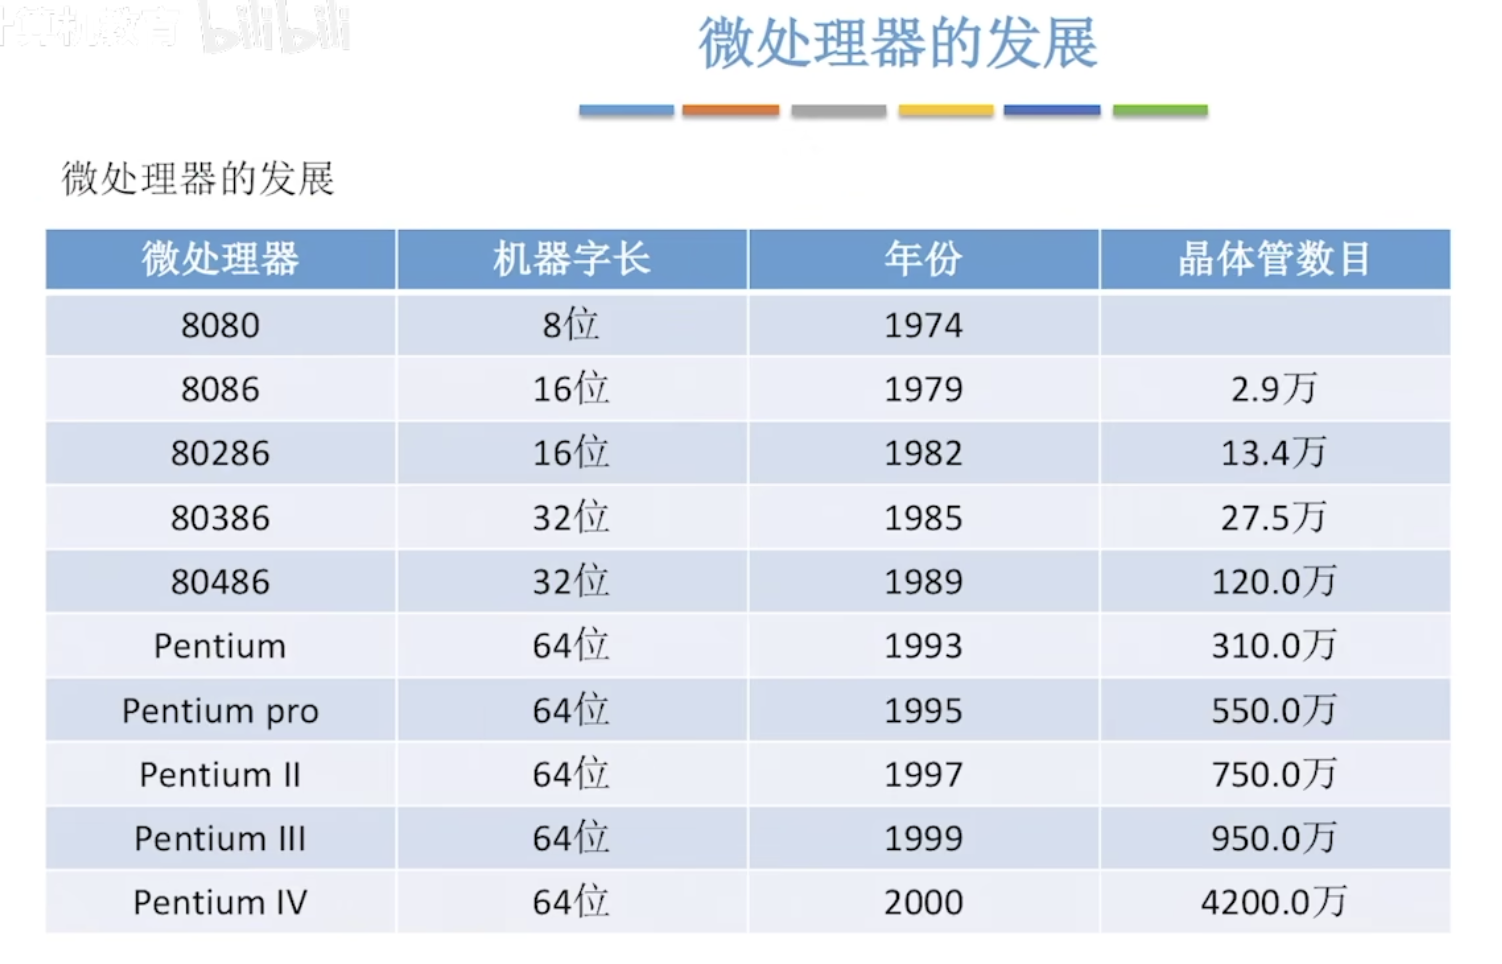 计算机教育 bilibili
微处理器的发展
微处理器的发展
微处理器 机器字长 年份 晶体管数目
8080 8位 1974
8086 16位 1979 2.9万
80286 16位 1982 13.4万
80386 32位 1985 27.5万
80486 32位 1989 120.0万
Pentium 64位 1993 310.0万
Pentium pro 64位 1995 550.0万
Pentium II 64位 1997 750.0万
Pentium III 64位 1999 950.0万
Pentium IV 64位 2000 4200.0万